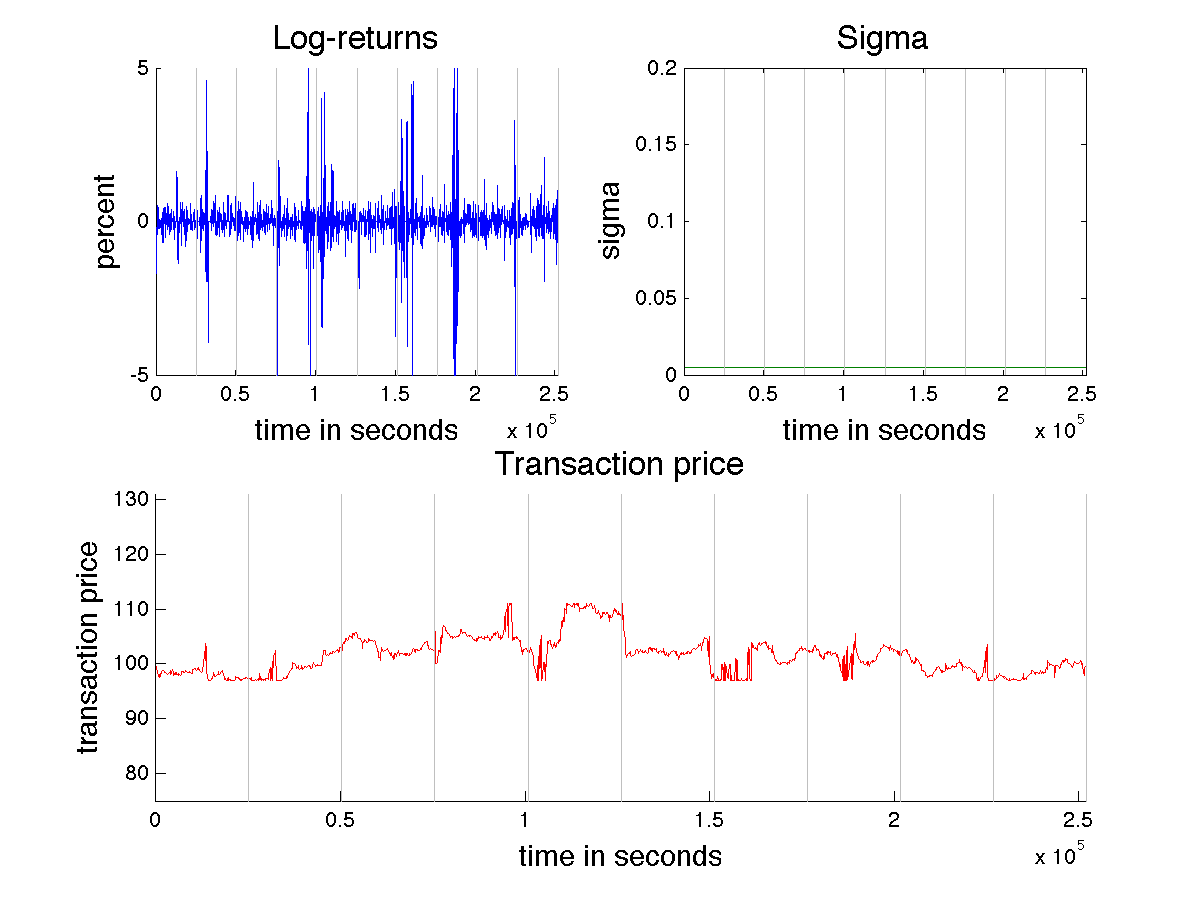 Log-returns
5
0
-5
percent
0 0.5 1 1.5 2 2.5
time in seconds
x 10^5
Sigma
0.2
0.15
0.1
0.05
0
sigma
0 0.5 1 1.5 2 2.5
time in seconds
x 10^5
Transaction price
130
120
110
100
90
80
transaction price
0 0.5 1 1.5 2 2.5
time in seconds
x 10^5